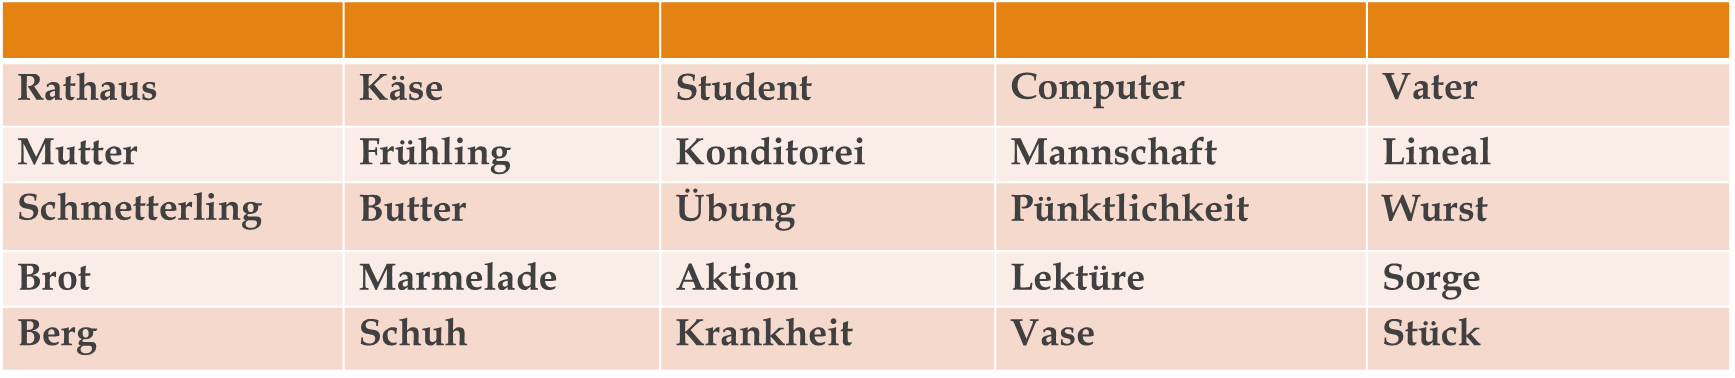 Rathaus Käse Student Computer Vater
Mutter Frühling Konditorei Mannschaft Lineal
Schmetterling Butter Übung Pünktlichkeit Wurst
Brot Marmelade Aktion Lektüre Sorge
Berg Schuh Krankheit Vase Stück